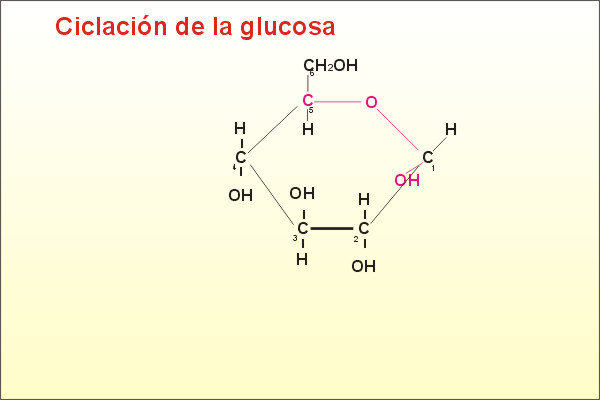 Ciclación de la glucosa
CH2OH
6
C O
5
H
H H
C C
4 1
OH OH
OH H
C C
3 2
H OH